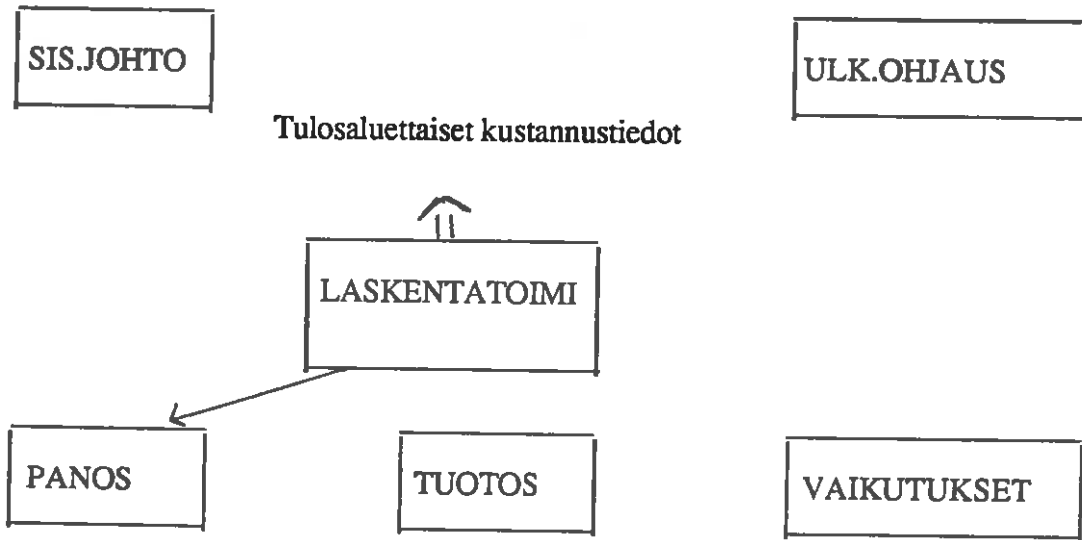 SIS.JOHTO
ULK.OHJAUS
Tulosaluettaiset kustannustiedot
LASKENTATOIMI
PANOS
TUOTOS
VAIKUTUKSET